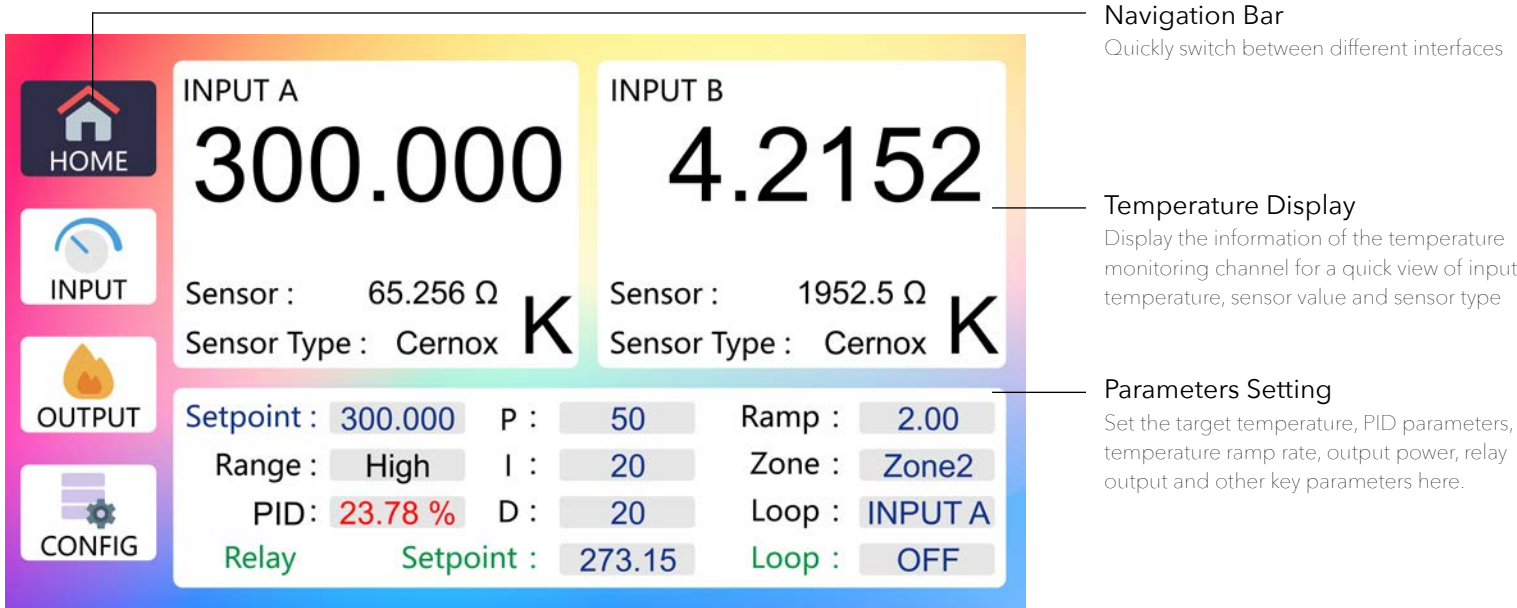 Navigation Bar
Quickly switch between different interfaces
HOME
INPUT
OUTPUT
CONFIG
INPUT A
300.000
Sensor : 65.256 Ω
Sensor Type : Cernox K
INPUT B
4.2152
Sensor : 1952.5 Ω
Sensor Type : Cernox K
Temperature Display
Display the information of the temperature
monitoring channel for a quick view of input
temperature, sensor value and sensor type
Setpoint : 300.000 P : 50 Ramp : 2.00
Range : High I : 20 Zone : Zone2
PID: 23.78 % D : 20 Loop : INPUT A
Relay Setpoint : 273.15 Loop : OFF
Parameters Setting
Set the target temperature, PID parameters,
temperature ramp rate, output power, relay
output and other key parameters here.